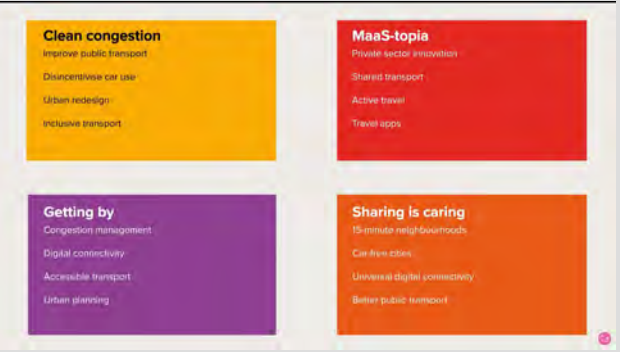 Clean congestion
Improve public transport
Disincentivise car use
Urban redesign
Inclusive transport
MaaS-topia
Private sector innovation
Shared transport
Active travel
Travel apps
Getting by
Congestion management
Digital connectivity
Accessible transport
Urban planning
Sharing is caring
15-minute neighbourhoods
Car-free cities
Universal digital connectivity
Better public transport